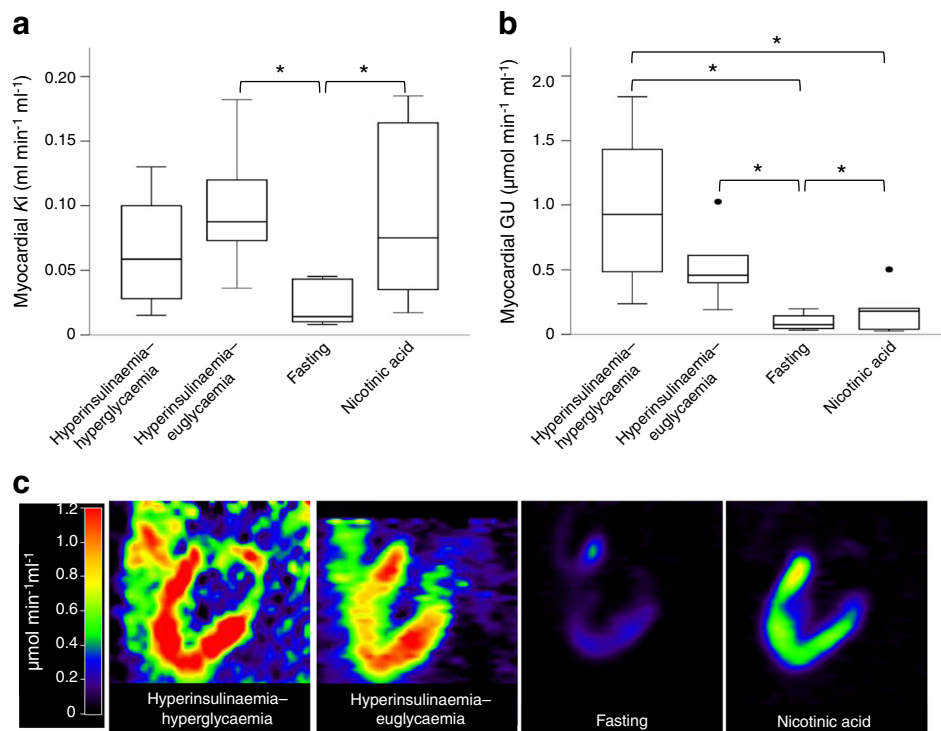 a
Myocardial Ki (ml min-1 ml-1)
0.20
0.15
0.10
0.05
0
*
*
Hyperinsulinaemia–
hyperglycaemia
Hyperinsulinaemia–
euglycaemia
Fasting
Nicotinic acid
b
Myocardial GU (μmol min-1 ml-1)
2.0
1.5
1.0
0.5
0
*
*
*
*
Hyperinsulinaemia–
hyperglycaemia
Hyperinsulinaemia–
euglycaemia
Fasting
Nicotinic acid
c
μmol min-1ml-1
1.2
1.0
0.8
0.6
0.4
0.2
0
Hyperinsulinaemia–
hyperglycaemia
Hyperinsulinaemia–
euglycaemia
Fasting
Nicotinic acid